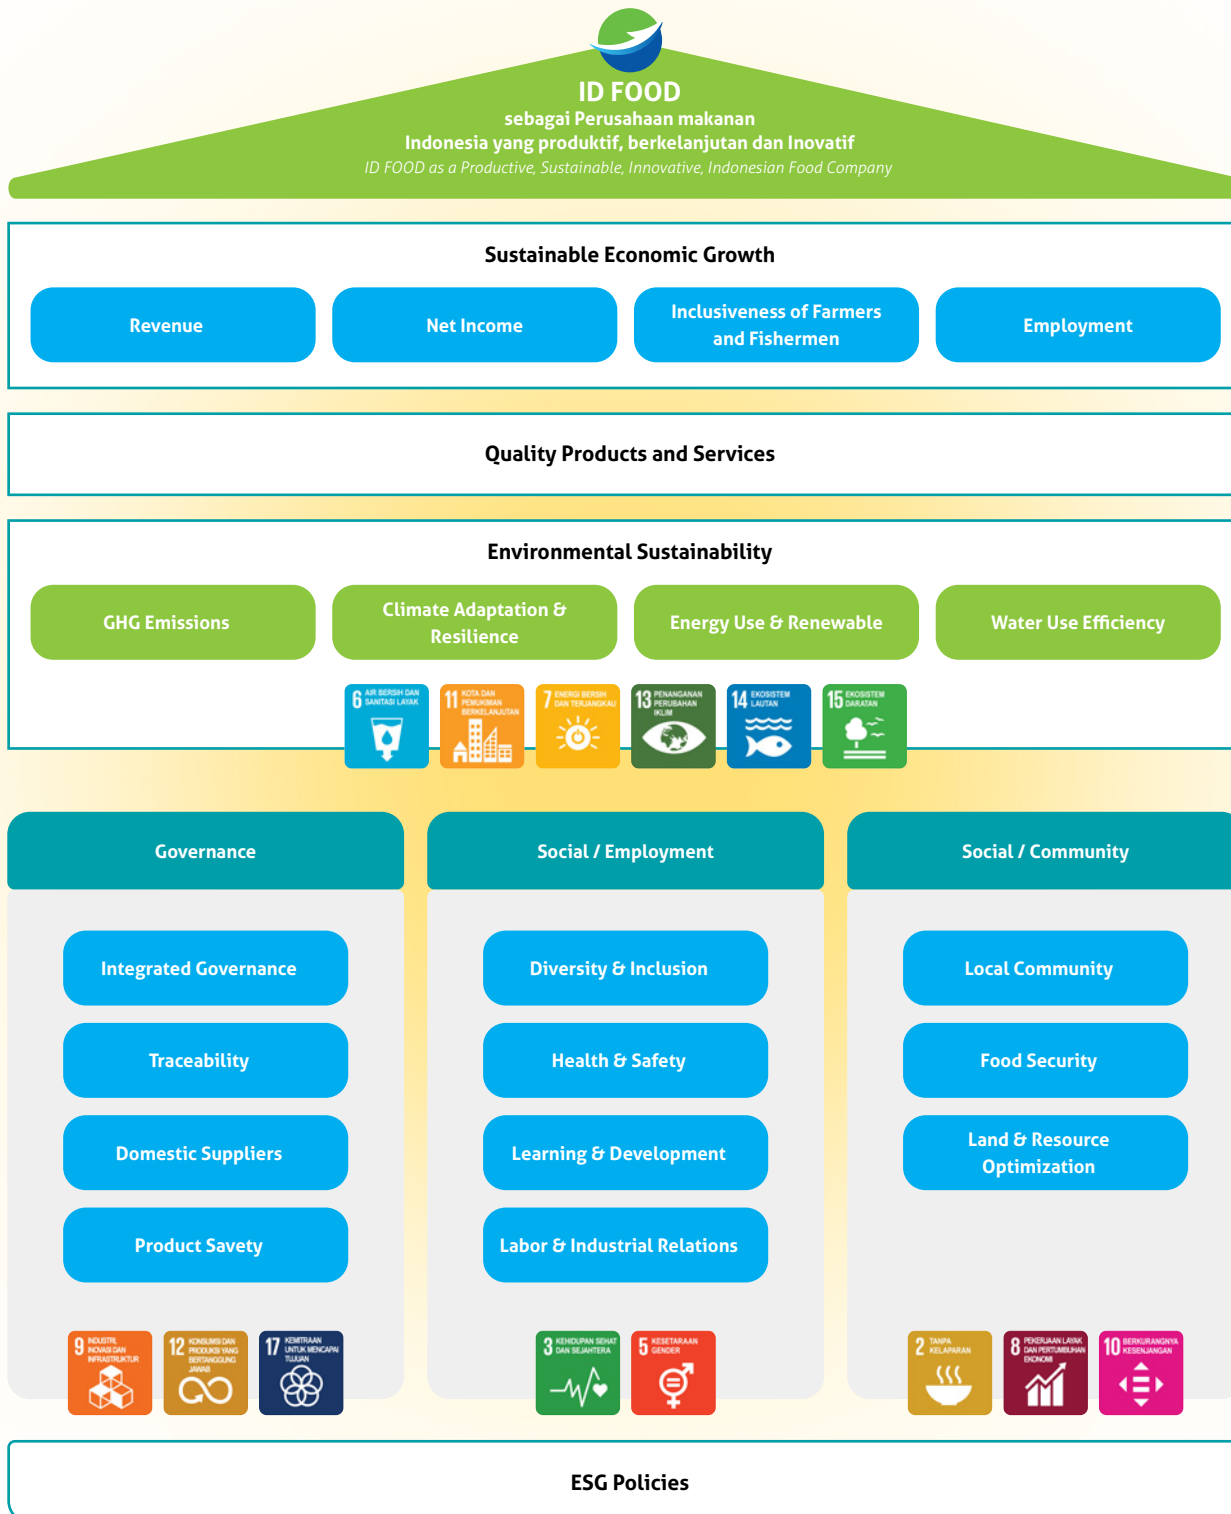 ID FOOD
sebagai Perusahaan makanan
Indonesia yang produktif, berkelanjutan dan Inovatif
ID FOOD as a Productive, Sustainable, Innovative, Indonesian Food Company
Sustainable Economic Growth
Revenue
Net Income
Inclusiveness of Farmers
and Fishermen
Employment
Quality Products and Services
Environmental Sustainability
GHG Emissions
Climate Adaptation &
Resilience
Energy Use & Renewable
Water Use Efficiency
6 AIR BERSIH DAN
SANITASI LAYAK
11 KOTA DAN
PEMUKIMAN
BERKELANJUTAN
7 ENERGI BERSIH
DAN TERJANGKAU
13 PENANGANAN
PERUBAHAN
IKLIM
14 EKOSISTEM
LAUTAN
15 EKOSISTEM
DARATAN
Governance
Integrated Governance
Traceability
Domestic Suppliers
Product Savety
9 INDUSTRI,
INOVASI DAN
INFRASTRUKTUR
12 KONSUMSI DAN
PRODUKSI YANG
BERTANGGUNG
JAWAB
17 KEMITRAAN
UNTUK MENCAPAI
TUJUAN
Social / Employment
Diversity & Inclusion
Health & Safety
Learning & Development
Labor & Industrial Relations
3 KEHIDUPAN SEHAT
DAN SEJAHTERA
5 KESETARAAN
GENDER
Social / Community
Local Community
Food Security
Land & Resource
Optimization
2 TANPA
KELAPARAN
8 PEKERJAAN LAYAK
DAN PERTUMBUHAN
EKONOMI
10 BERKURANGNYA
KESENJANGAN
ESG Policies